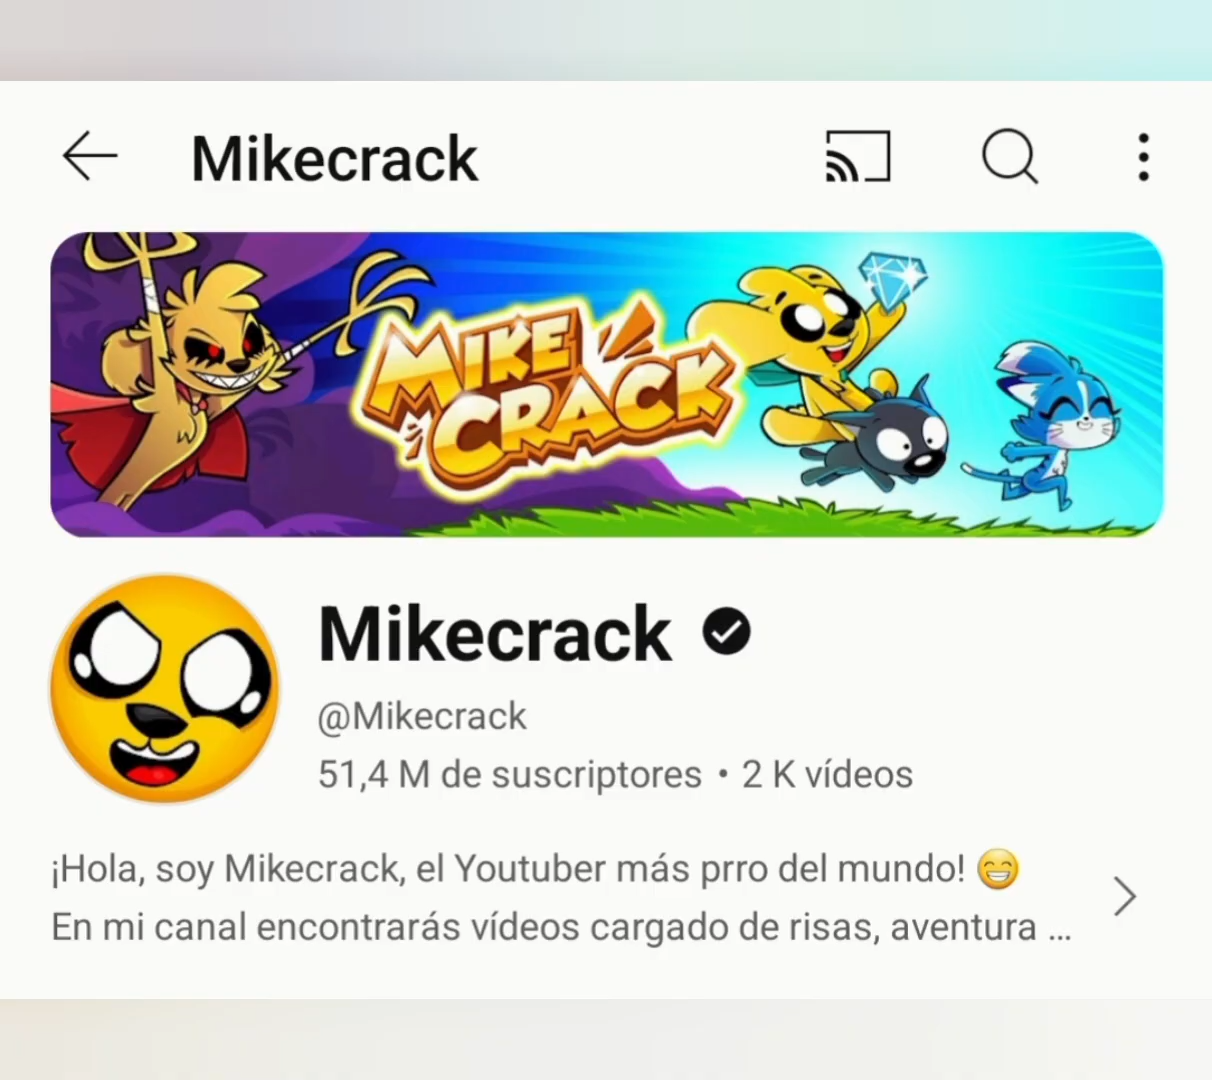 Mikecrack
MIKE
CRACK
Mikecrack
@Mikecrack
51,4 M de suscriptores • 2 K vídeos
¡Hola, soy Mikecrack, el Youtuber más prro del mundo! 😁
En mi canal encontrarás vídeos cargado de risas, aventura ...